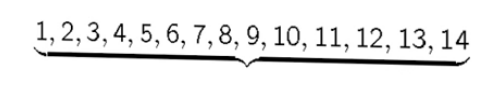 1, 2, 3, 4, 5, 6, 7, 8, 9, 10, 11, 12, 13, 14